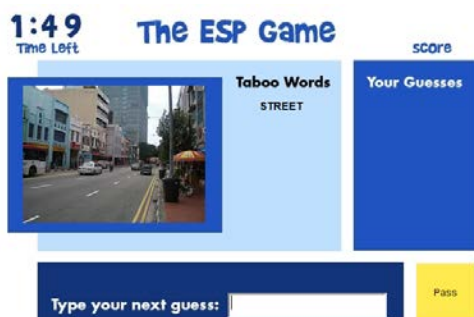 1:49
Time Left
The ESP Game
score
Taboo Words
STREET
Your Guesses
Type your next guess:
Pass